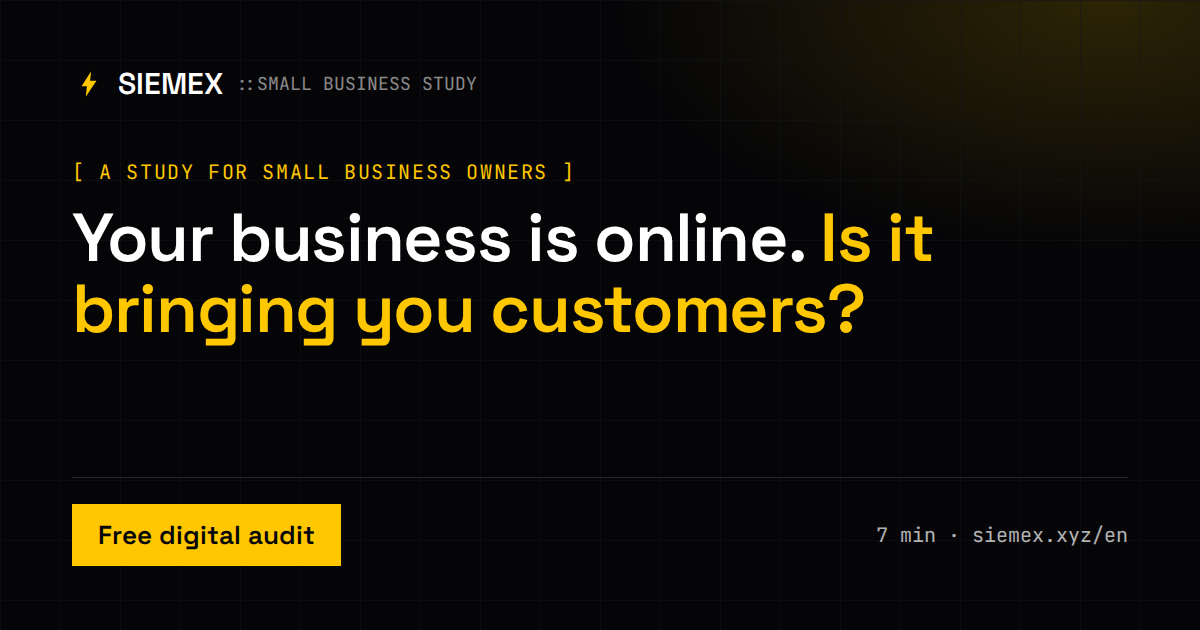 SIEMEX ::SMALL BUSINESS STUDY
[ A STUDY FOR SMALL BUSINESS OWNERS ]
Your business is online. Is it
bringing you customers?
Free digital audit
7 min · siemex.xyz/en